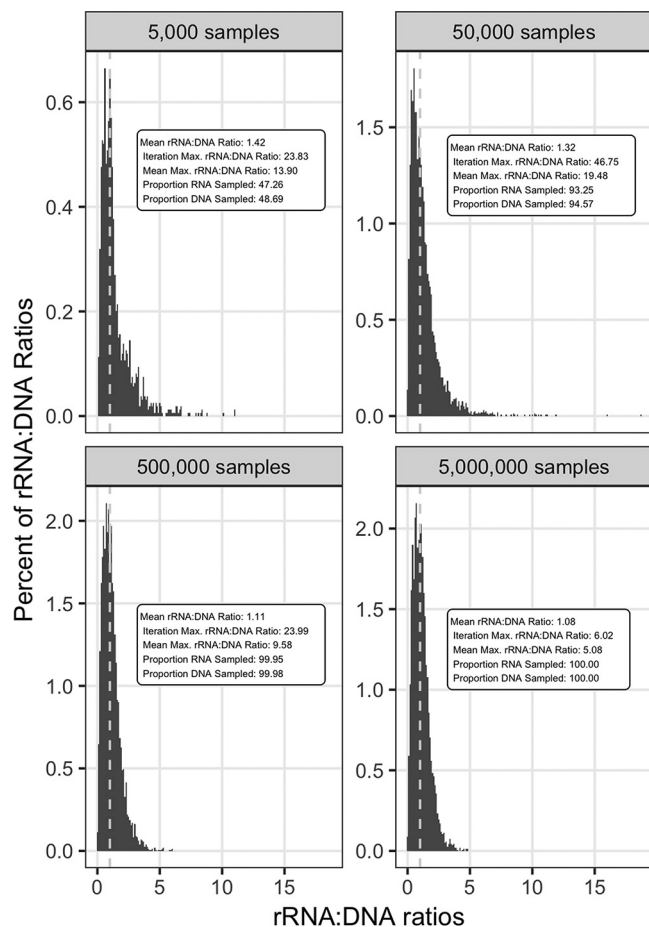 5,000 samples
50,000 samples
0.6
0.4
0.2
0.0
Mean rRNA:DNA Ratio: 1.42
Iteration Max. rRNA:DNA Ratio: 23.83
Mean Max. rRNA:DNA Ratio: 13.90
Proportion RNA Sampled: 47.26
Proportion DNA Sampled: 48.69
1.5
1.0
0.5
0.0
Mean rRNA:DNA Ratio: 1.32
Iteration Max. rRNA:DNA Ratio: 46.75
Mean Max. rRNA:DNA Ratio: 19.48
Proportion RNA Sampled: 93.25
Proportion DNA Sampled: 94.57
Percent of rRNA:DNA Ratios
500,000 samples
5,000,000 samples
2.0
1.5
1.0
0.5
0.0
Mean rRNA:DNA Ratio: 1.11
Iteration Max. rRNA:DNA Ratio: 23.99
Mean Max. rRNA:DNA Ratio: 9.58
Proportion RNA Sampled: 99.95
Proportion DNA Sampled: 99.98
2.0
1.5
1.0
0.5
0.0
Mean rRNA:DNA Ratio: 1.08
Iteration Max. rRNA:DNA Ratio: 6.02
Mean Max. rRNA:DNA Ratio: 5.08
Proportion RNA Sampled: 100.00
Proportion DNA Sampled: 100.00
0 5 10 15
0 5 10 15
rRNA:DNA ratios